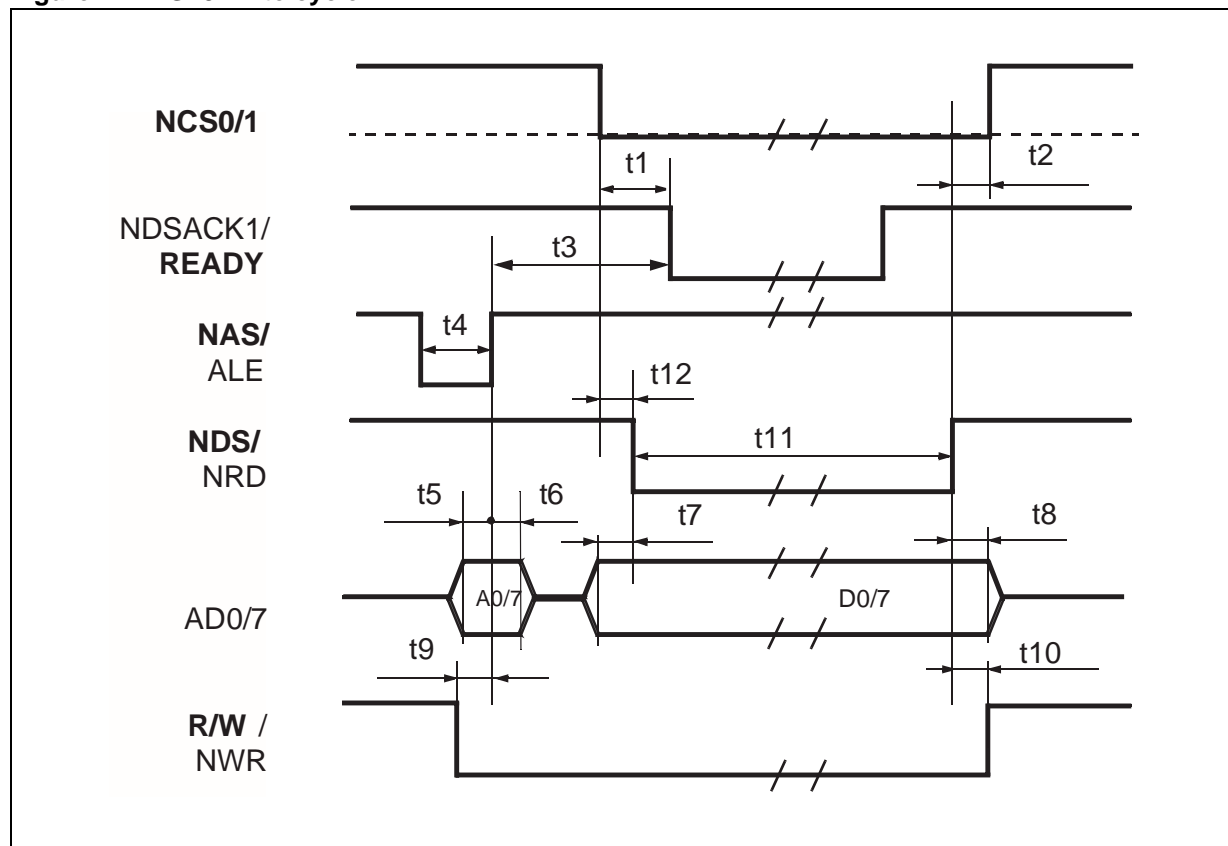 NCS0/1
t1
t2
NDSACK1/
READY
t3
NAS/
ALE
t4
t12
NDS/
NRD
t11
t5
t6
t7
t8
AD0/7
A0/7
D0/7
t9
t10
R/W /
NWR